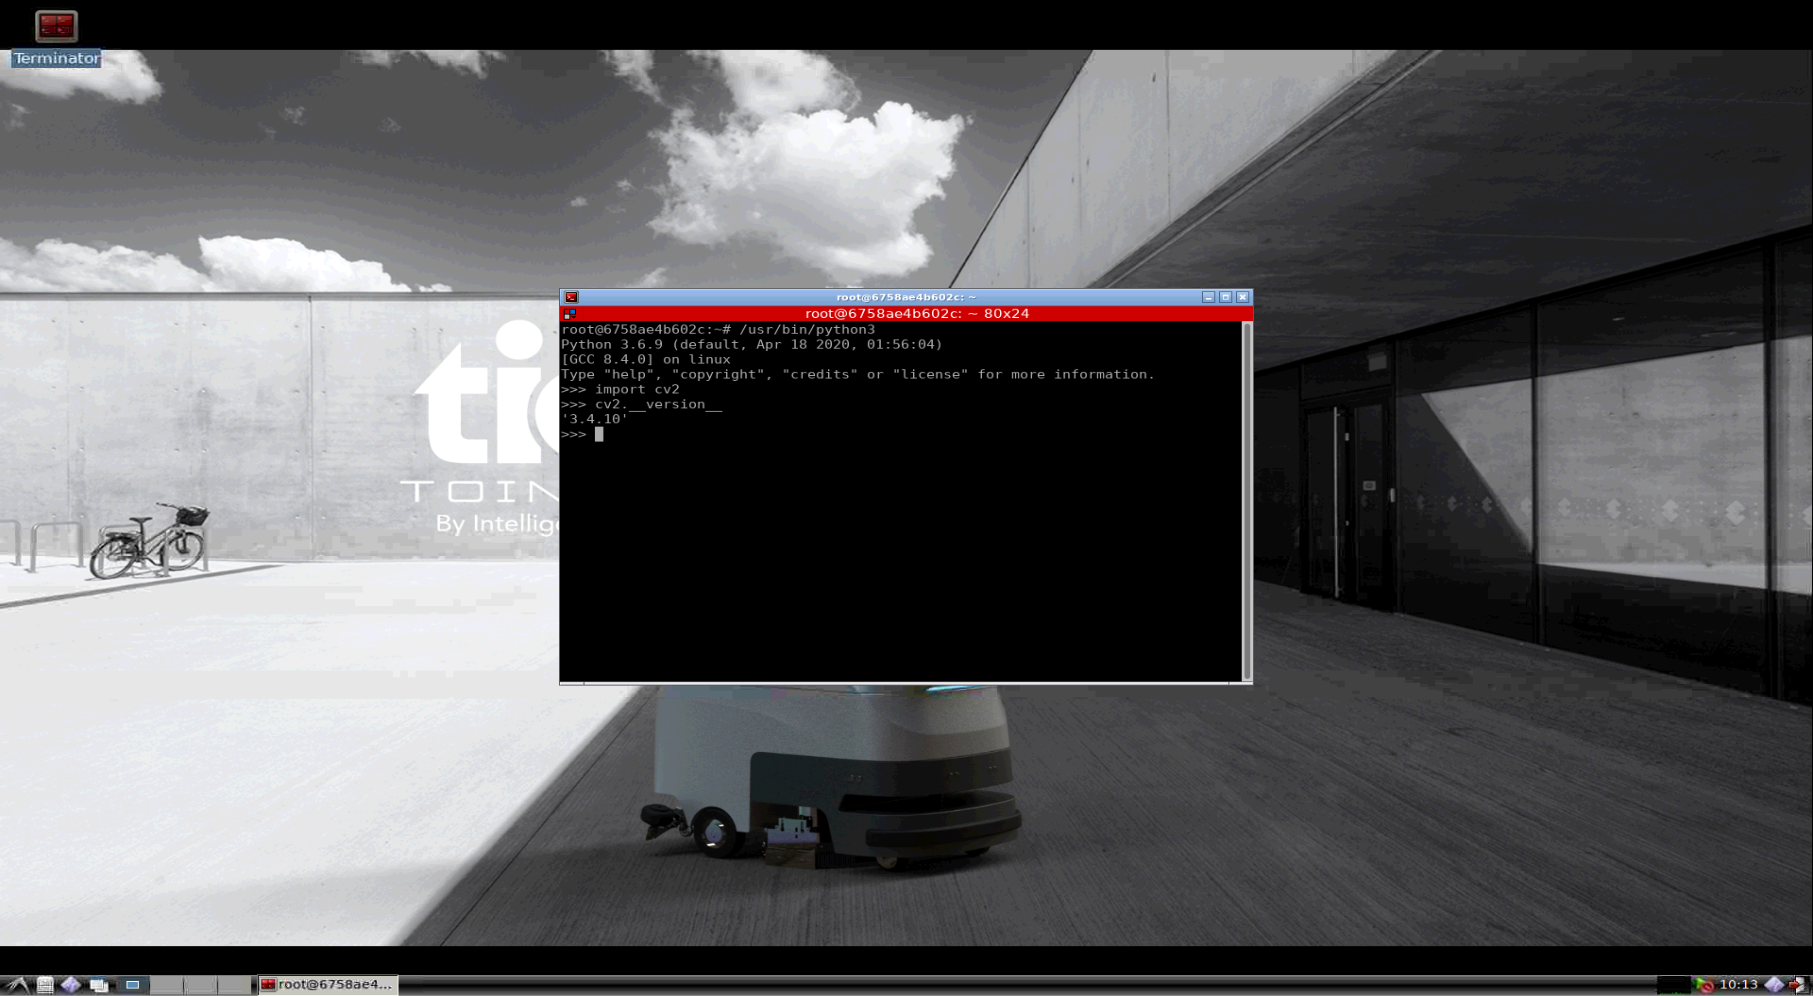 Terminator
root@6758ae4b602c: ~
root@6758ae4b602c: ~ 80x24
root@6758ae4b602c:~# /usr/bin/python3
Python 3.6.9 (default, Apr 18 2020, 01:56:04)
[GCC 8.4.0] on linux
Type "help", "copyright", "credits" or "license" for more information.
>>> import cv2
>>> cv2.__version__
'3.4.10'
>>>
TOIN
By Intellig
root@6758ae4...
10:13